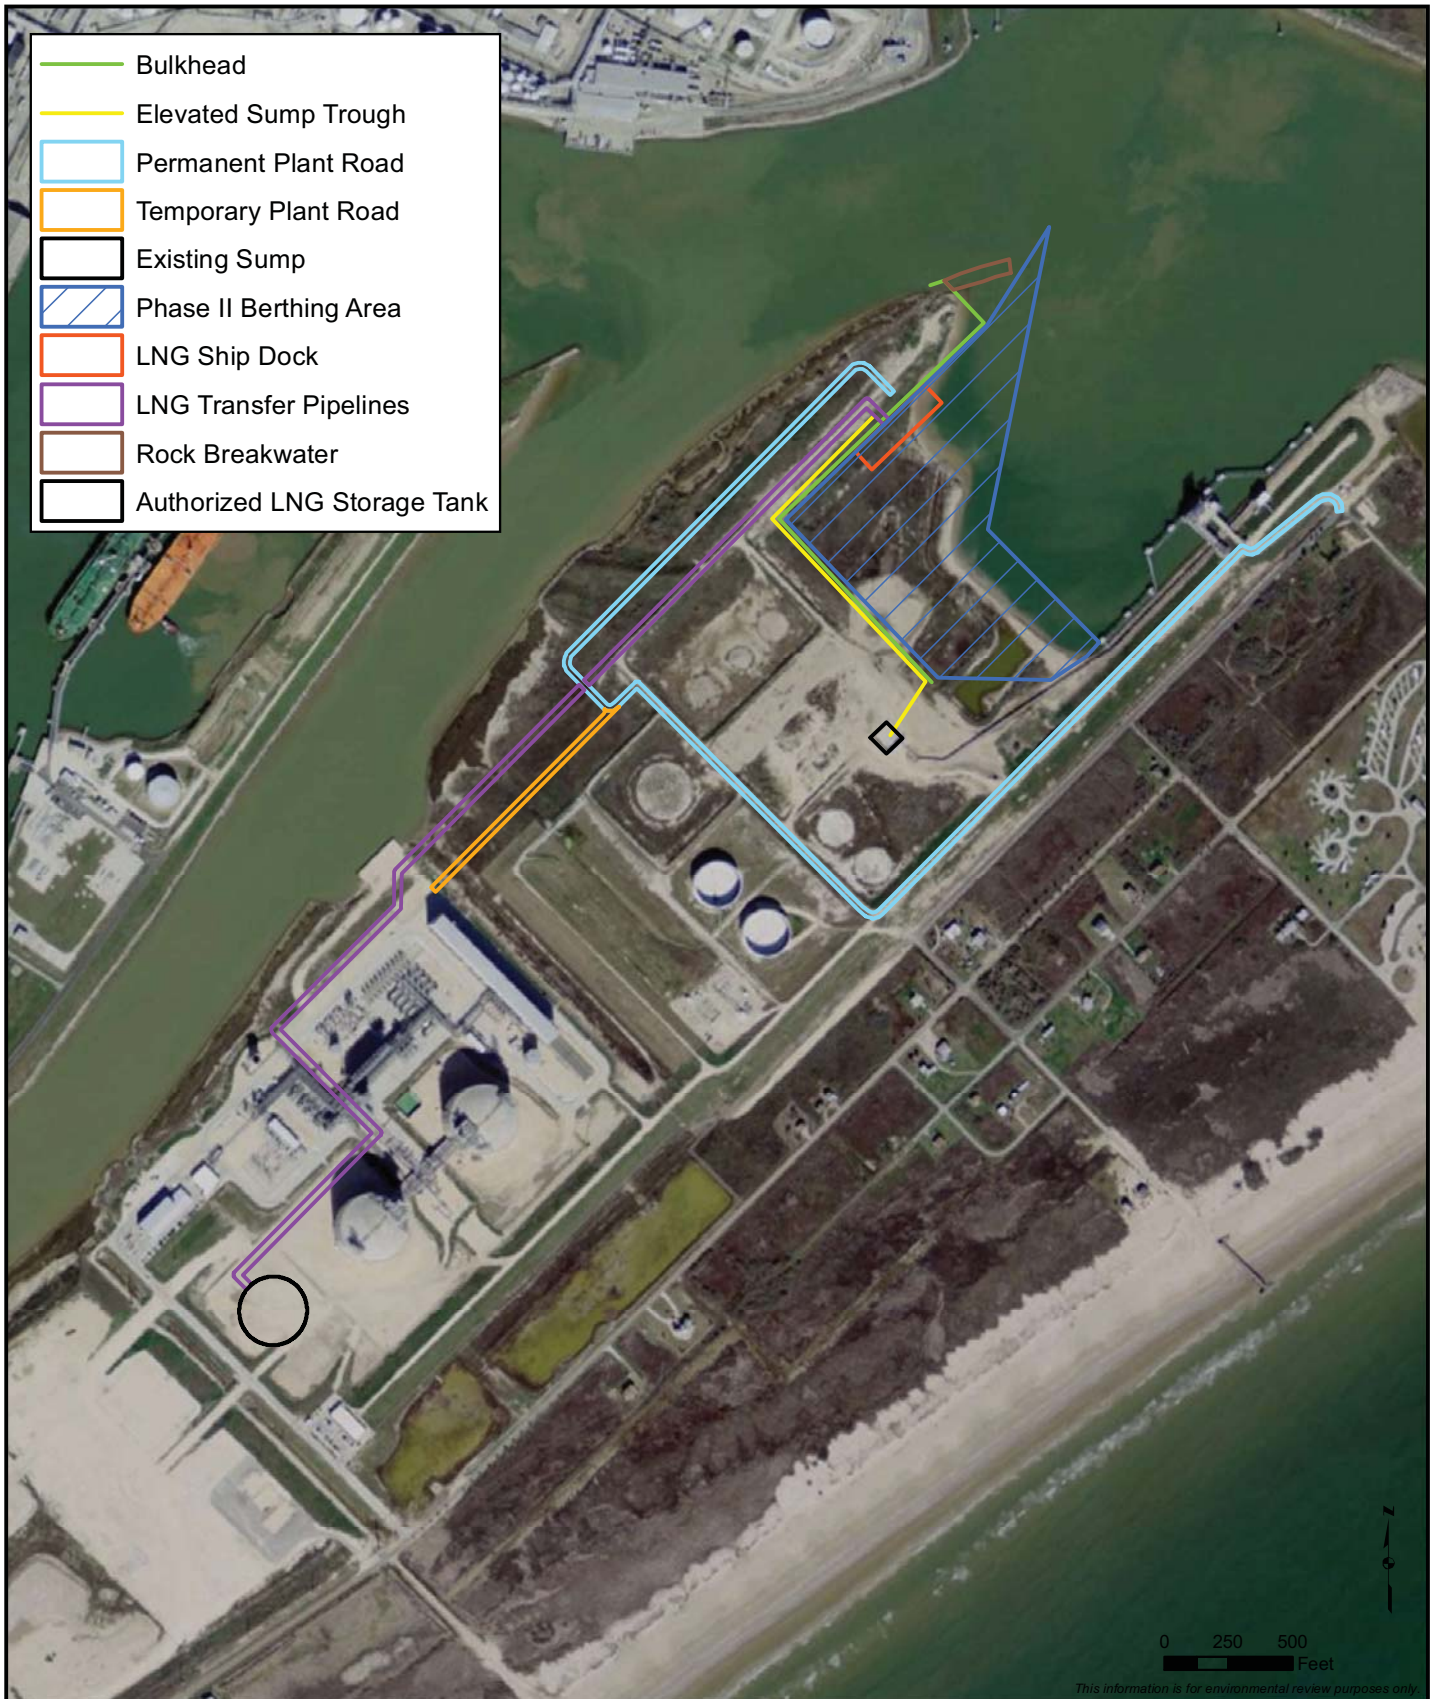 Bulkhead
Elevated Sump Trough
Permanent Plant Road
Temporary Plant Road
Existing Sump
Phase II Berthing Area
LNG Ship Dock
LNG Transfer Pipelines
Rock Breakwater
Authorized LNG Storage Tank
N
0 250 500
Feet
This information is for environmental review purposes only.